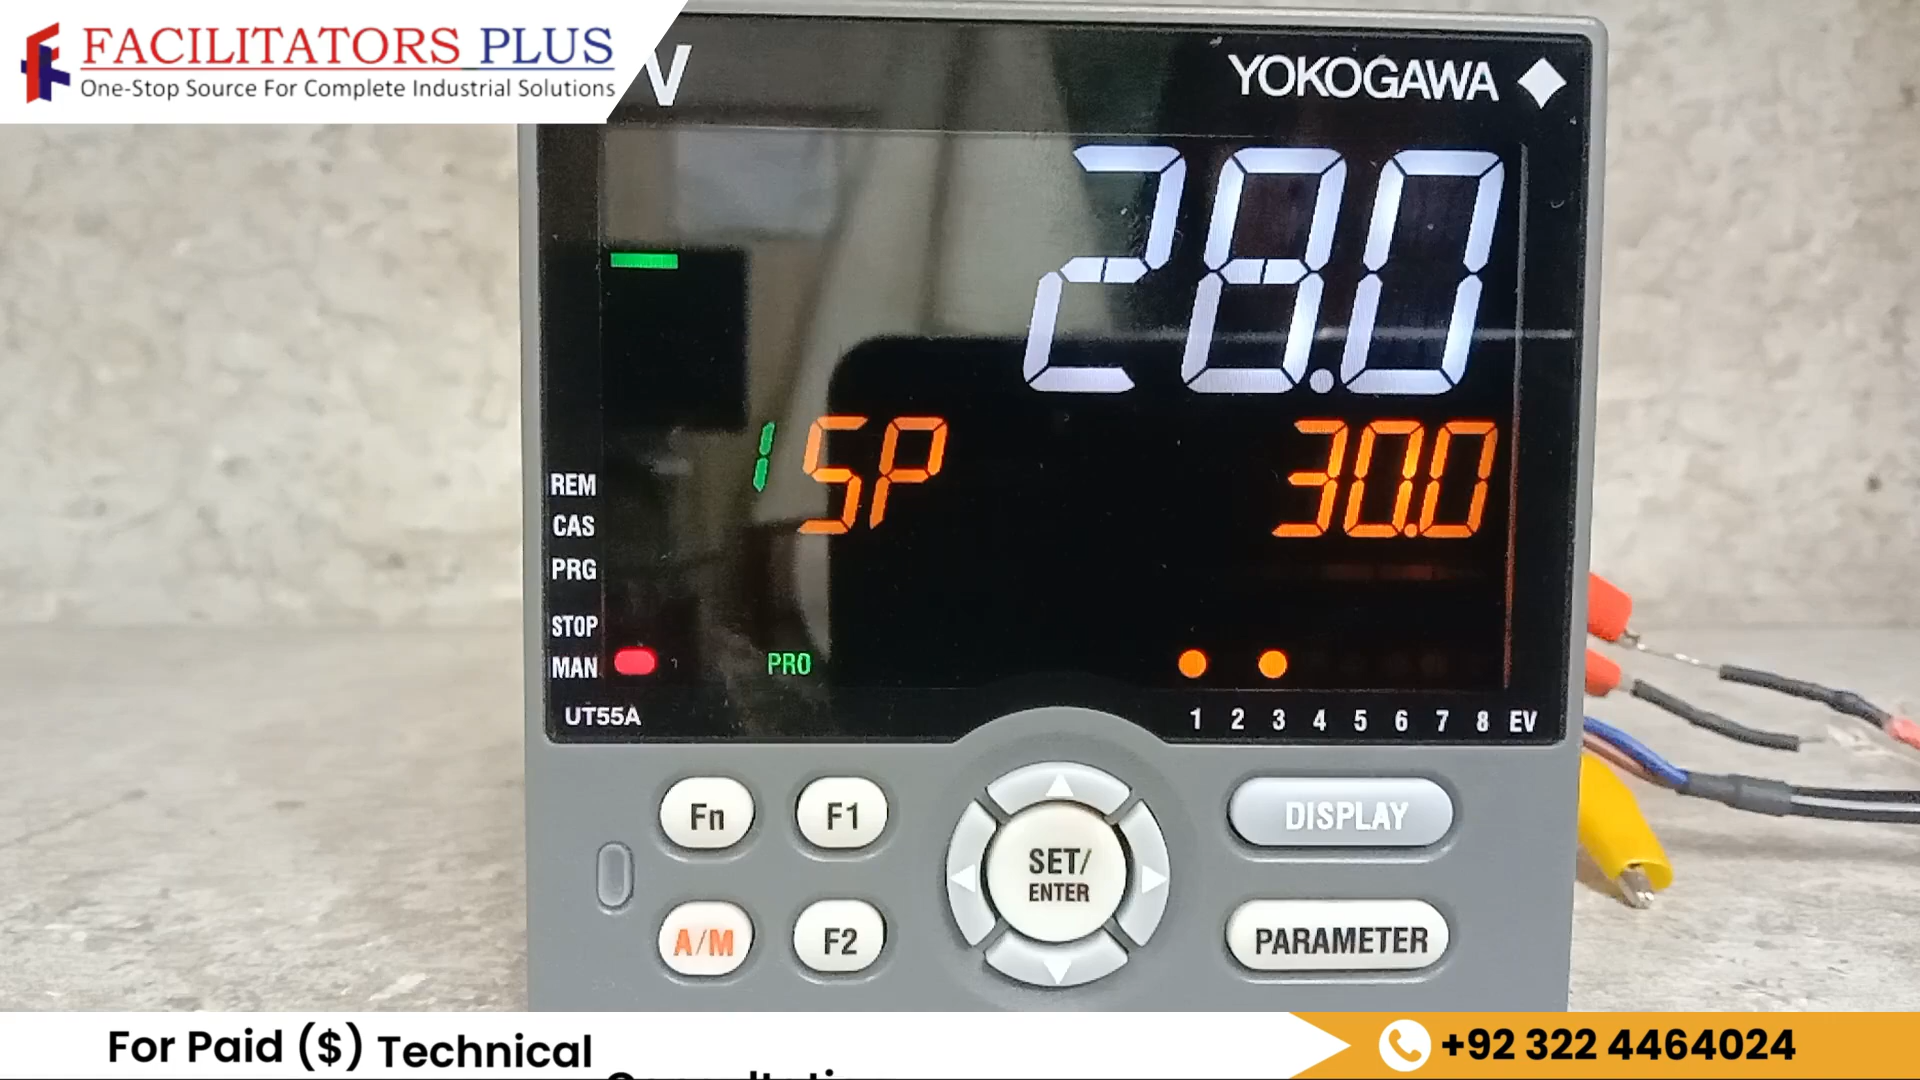 FACILITATORS PLUS
One-Stop Source For Complete Industrial Solutions
V
YOKOGAWA
28.0
1 SP 30.0
REM
CAS
PRG
STOP
MAN
PRO
UT55A
1 2 3 4 5 6 7 8 EV
Fn
F1
SET/
ENTER
DISPLAY
A/M
F2
PARAMETER
For Paid ($) Technical
+92 322 4464024